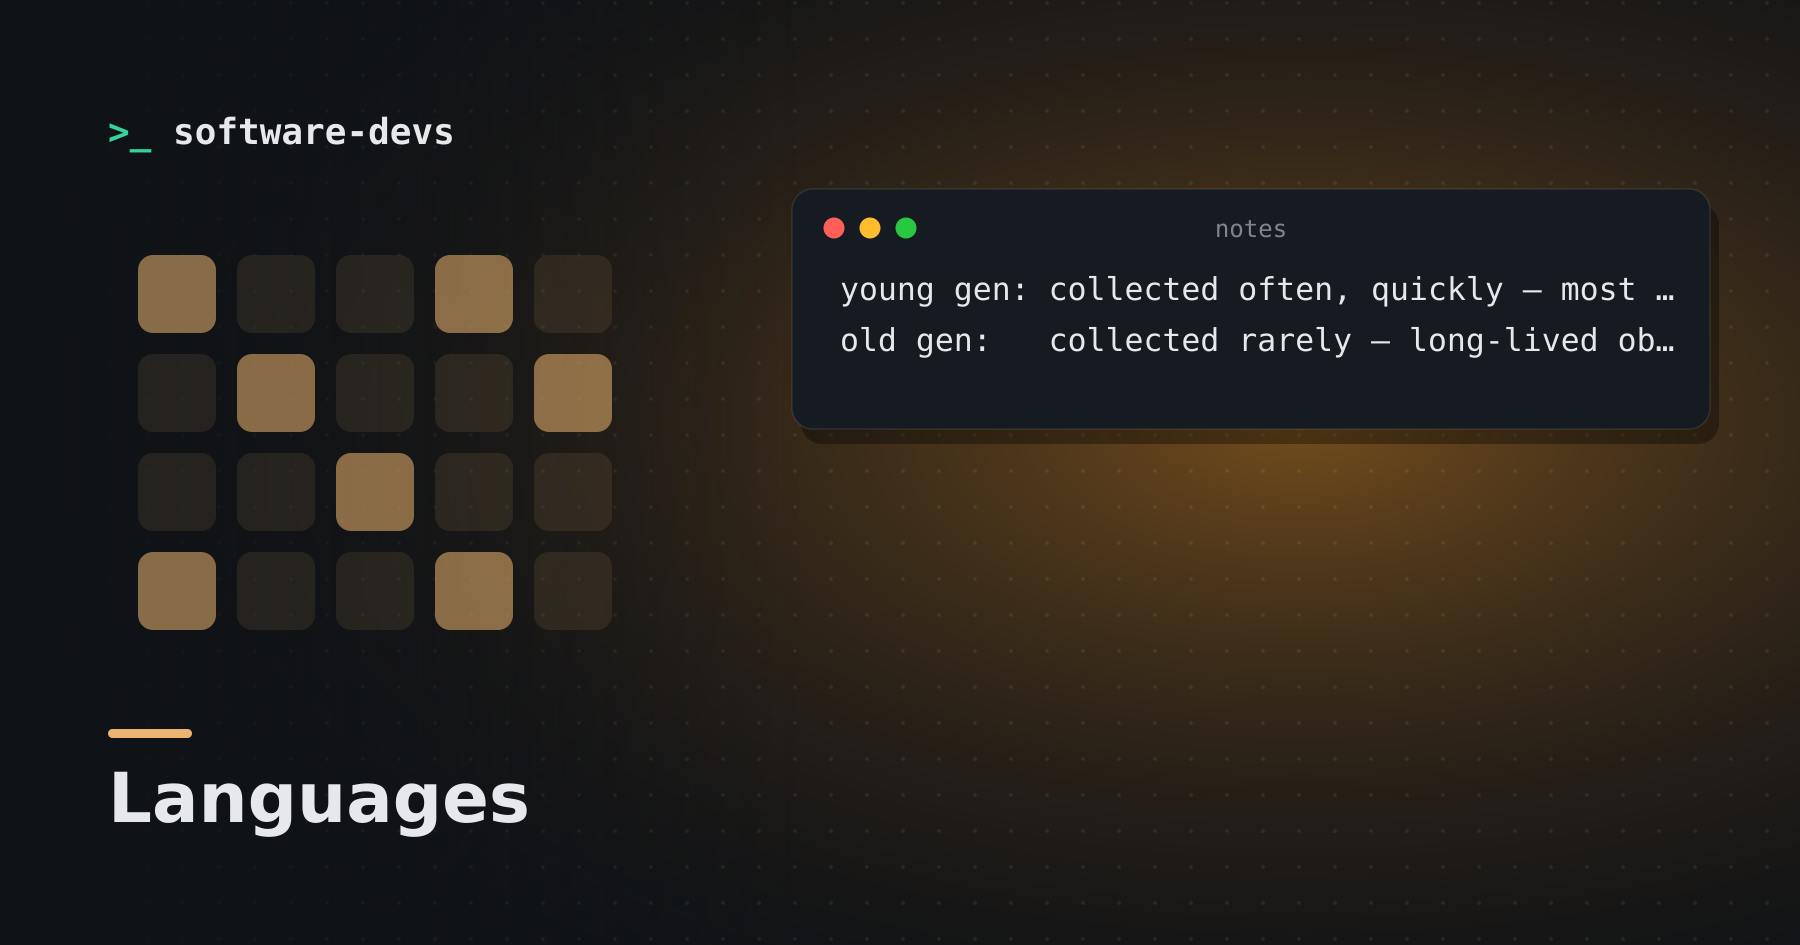 >_ software-devs
notes
young gen: collected often, quickly — most …
old gen:   collected rarely — long-lived ob…
Languages